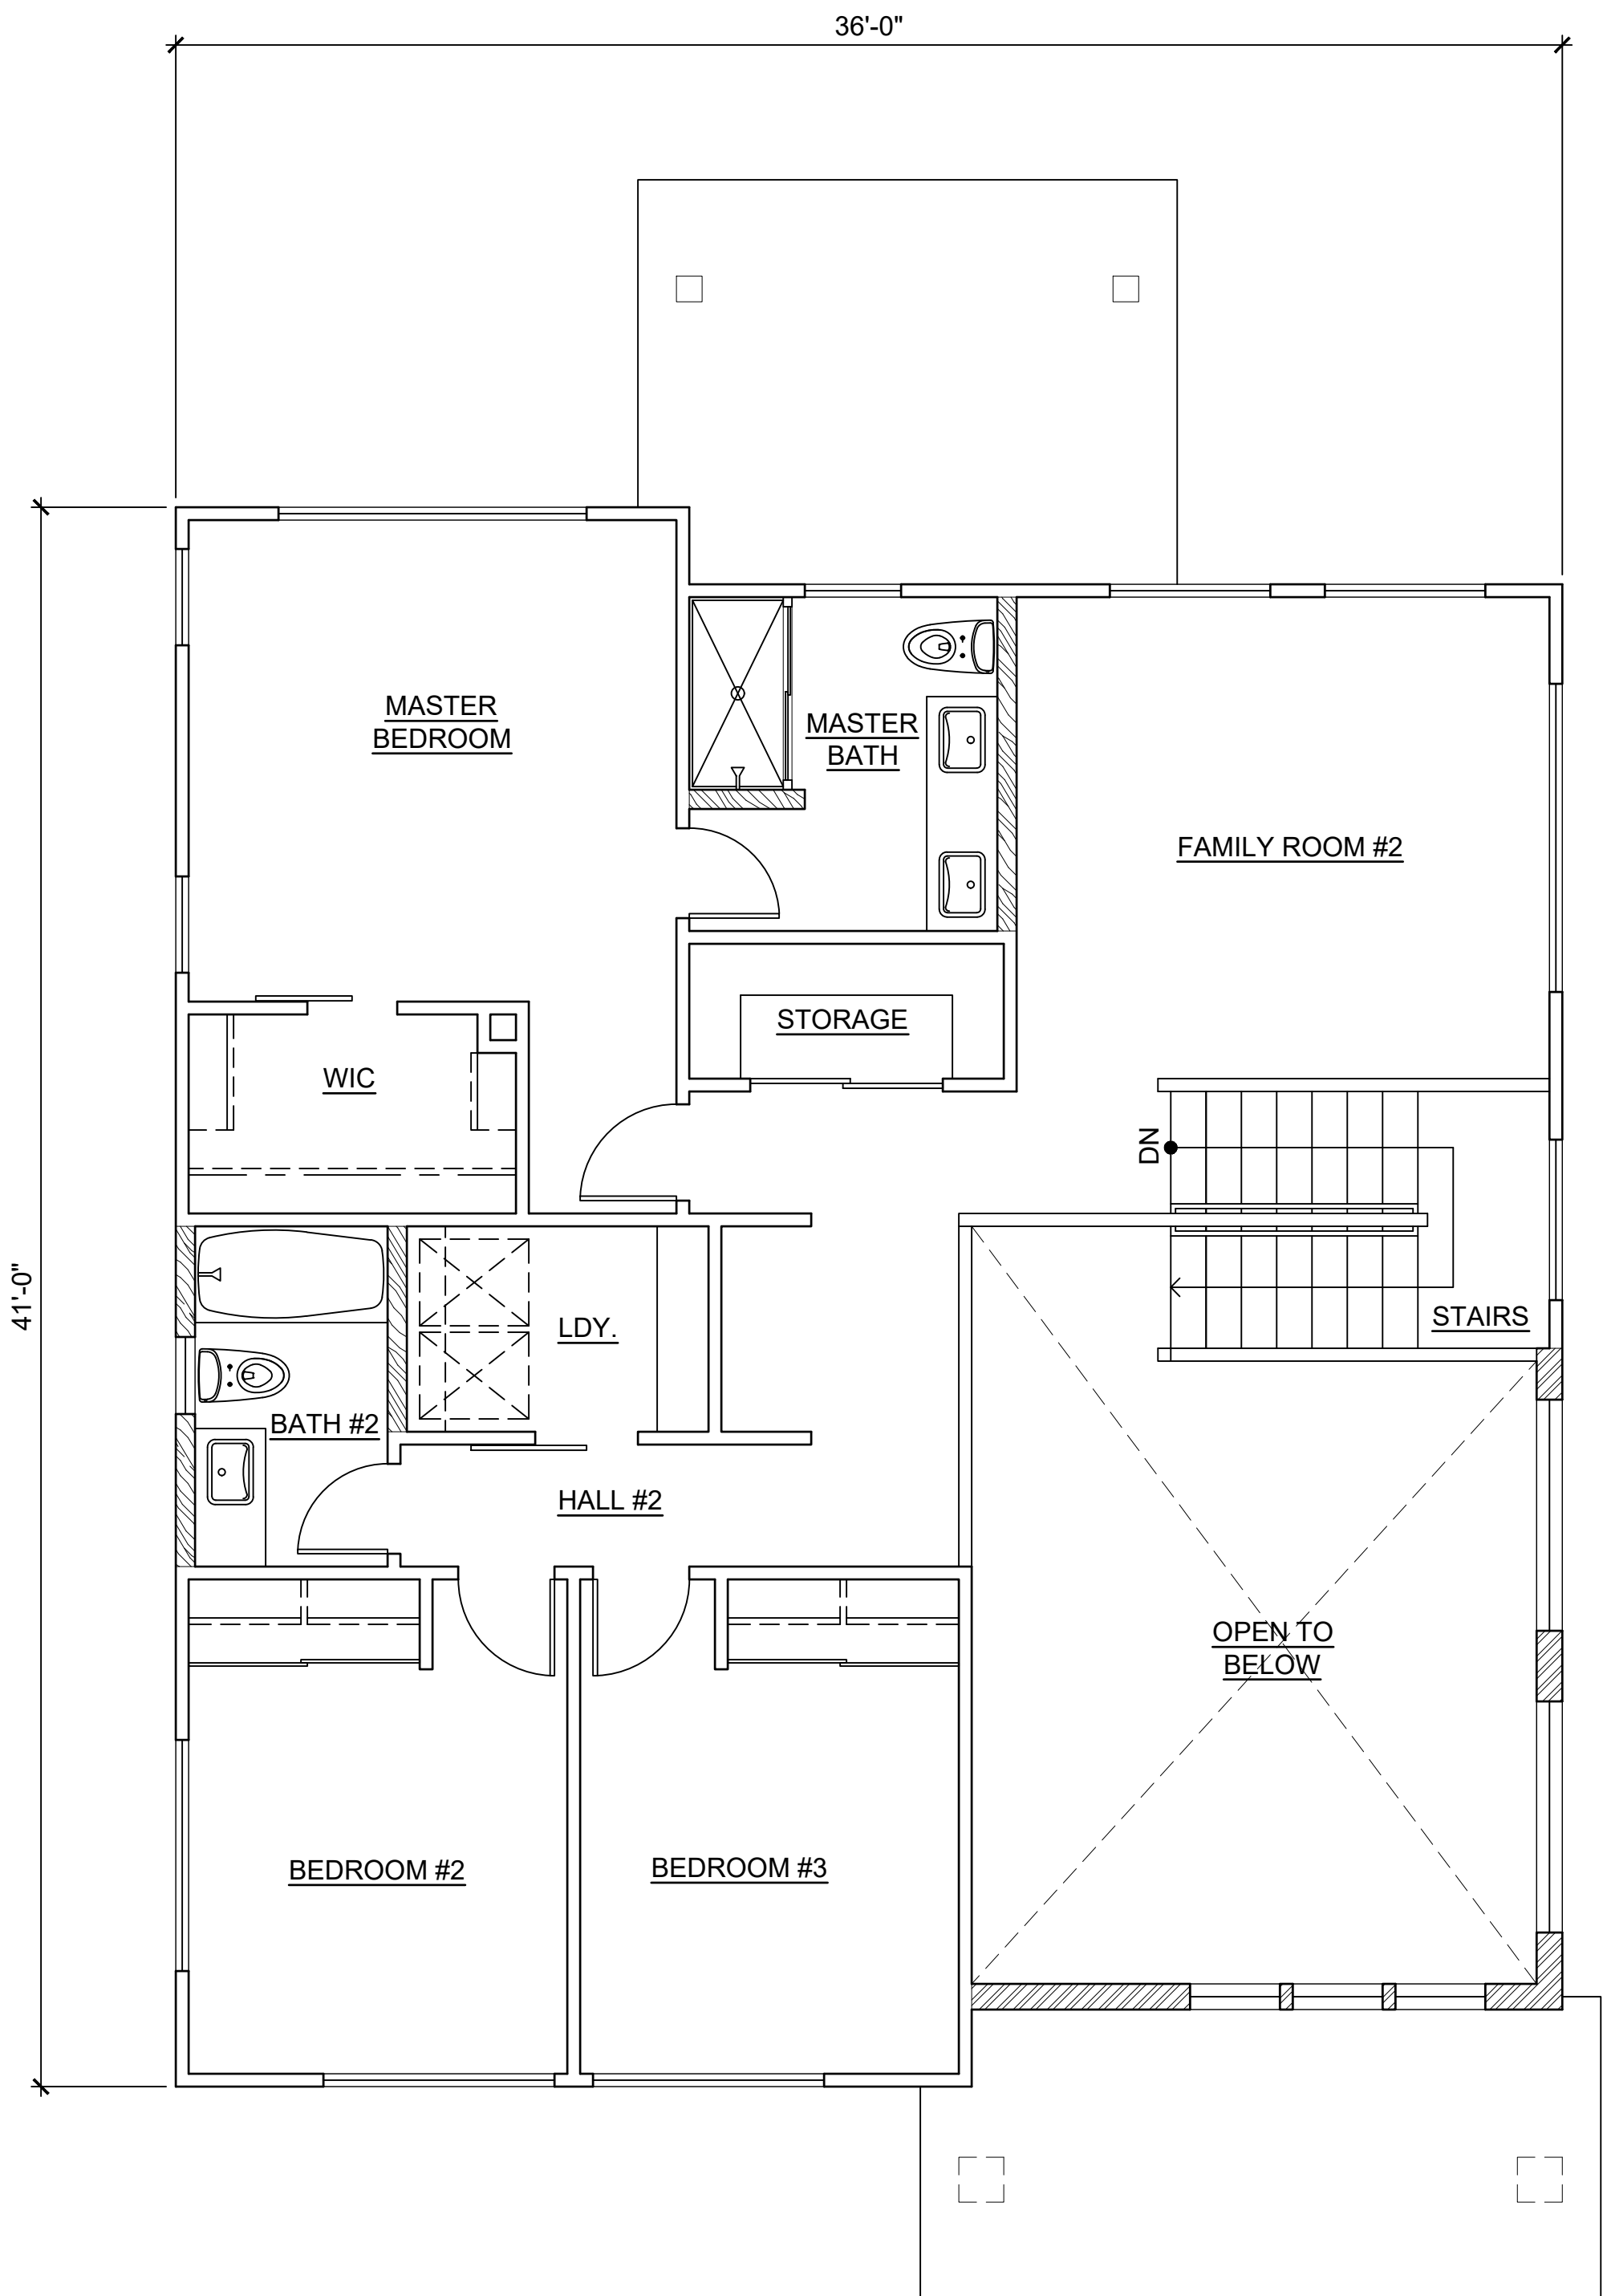 36'-0"
MASTER
BEDROOM
MASTER
BATH
FAMILY ROOM #2
STORAGE
WIC
DN
41'-0"
LDY.
STAIRS
BATH #2
HALL #2
OPEN TO
BELOW
BEDROOM #2
BEDROOM #3